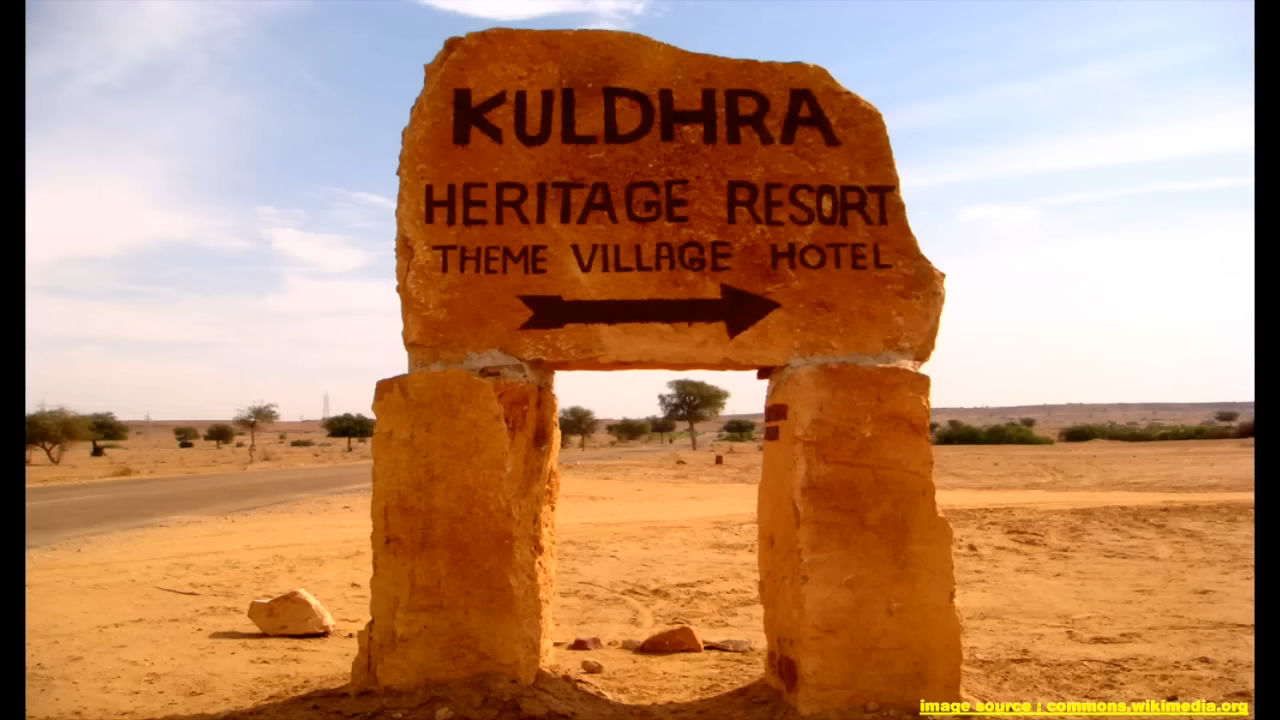 KULDHRA
HERITAGE RESORT
THEME VILLAGE HOTEL
image source : commons.wikimedia.org